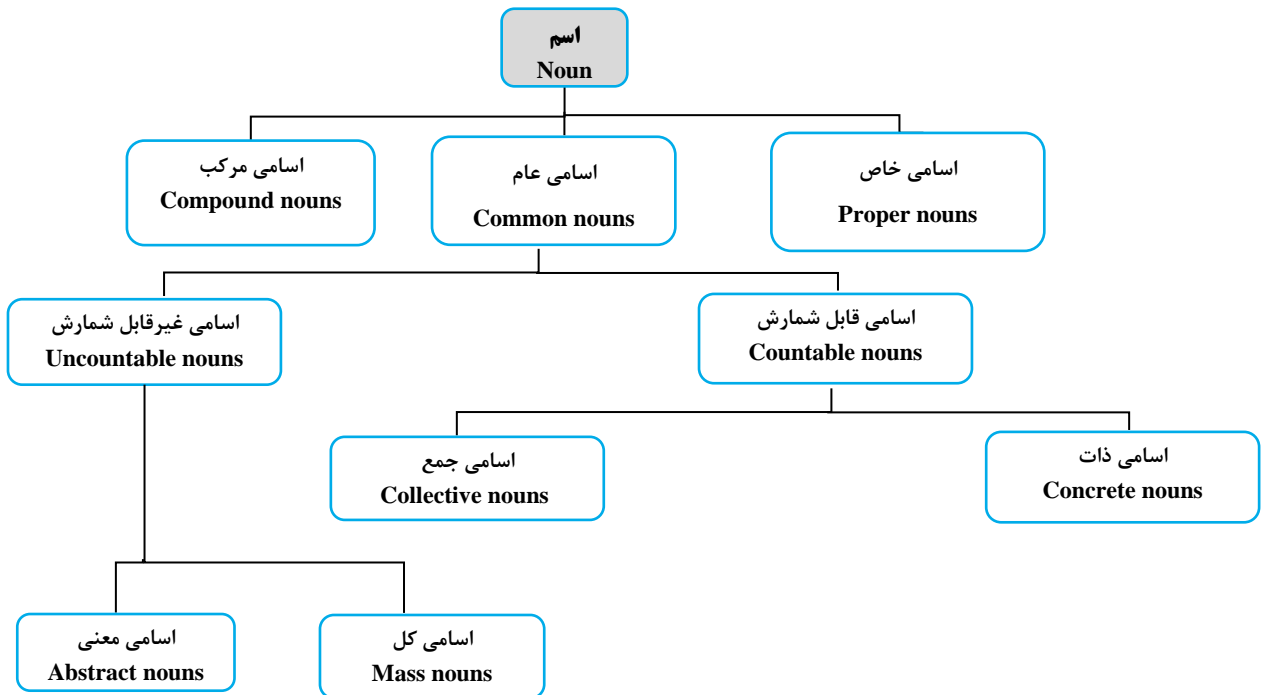 اسم
Noun
اسامی خاص
Proper nouns
اسامی عام
Common nouns
اسامی مرکب
Compound nouns
اسامی قابل شمارش
Countable nouns
اسامی غیرقابل شمارش
Uncountable nouns
اسامی ذات
Concrete nouns
اسامی جمع
Collective nouns
اسامی کل
Mass nouns
اسامی معنی
Abstract nouns